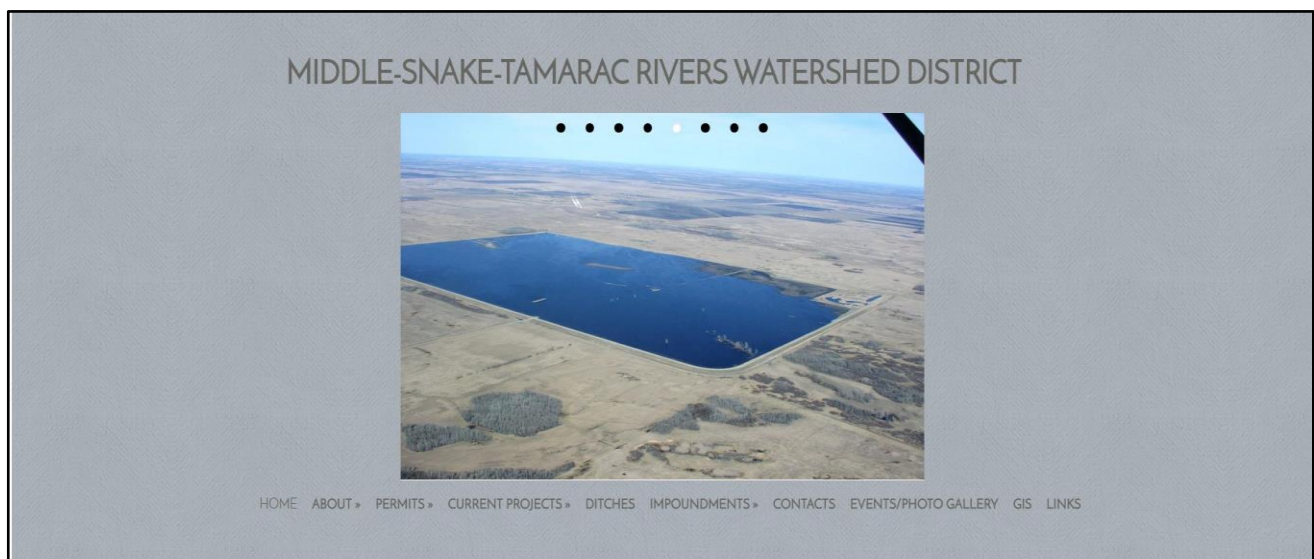 MIDDLE-SNAKE-TAMARAC RIVERS WATERSHED DISTRICT
HOME ABOUT » PERMITS » CURRENT PROJECTS » DITCHES IMPOUNDMENTS » CONTACTS EVENTS/PHOTO GALLERY GIS LINKS